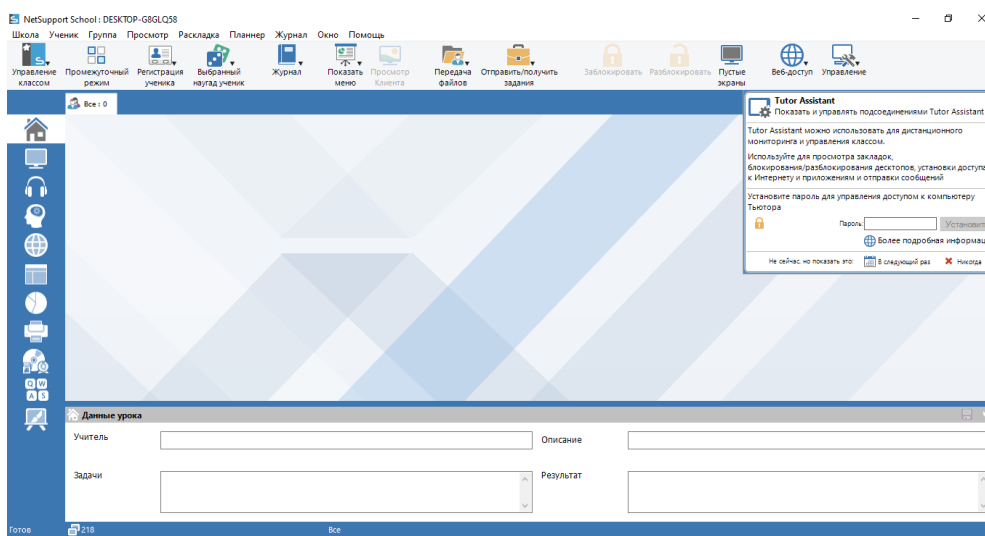 NetSupport School : DESKTOP-G8GLQ58
Школа Ученик Группа Просмотр Раскладка Планнер Журнал Окно Помощь
Управление классом
Промежуточный режим
Регистрация ученика
Выбранный наугад ученик
Журнал
Показать меню
Просмотр Клиента
Передача файлов
Отправить/получить задания
Заблокировать
Разблокировать
Пустые экраны
Веб-доступ
Управление
Все : 0
Tutor Assistant
Показать и управлять подсоединениями Tutor Assistant
Tutor Assistant можно использовать для дистанционного
мониторинга и управления классом.
Используйте для просмотра закладок,
блокирования/разблокирования десктопов, установки доступа
к Интернету и приложениям и отправки сообщений
Установите пароль для управления доступом к компьютеру
Тьютора
Пароль:
Установит
Более подробная информац
Не сейчас, но показать это: В следующий раз Никогда
Q W
A S
Данные урока
Учитель
Описание
Задачи
Результат
Готов 218 Все